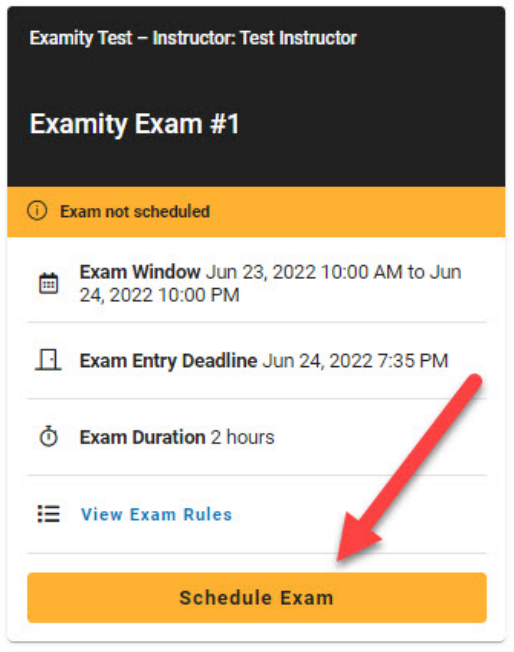 Examity Test – Instructor: Test Instructor
Examity Exam #1
Exam not scheduled
Exam Window Jun 23, 2022 10:00 AM to Jun
24, 2022 10:00 PM
Exam Entry Deadline Jun 24, 2022 7:35 PM
Exam Duration 2 hours
View Exam Rules
Schedule Exam